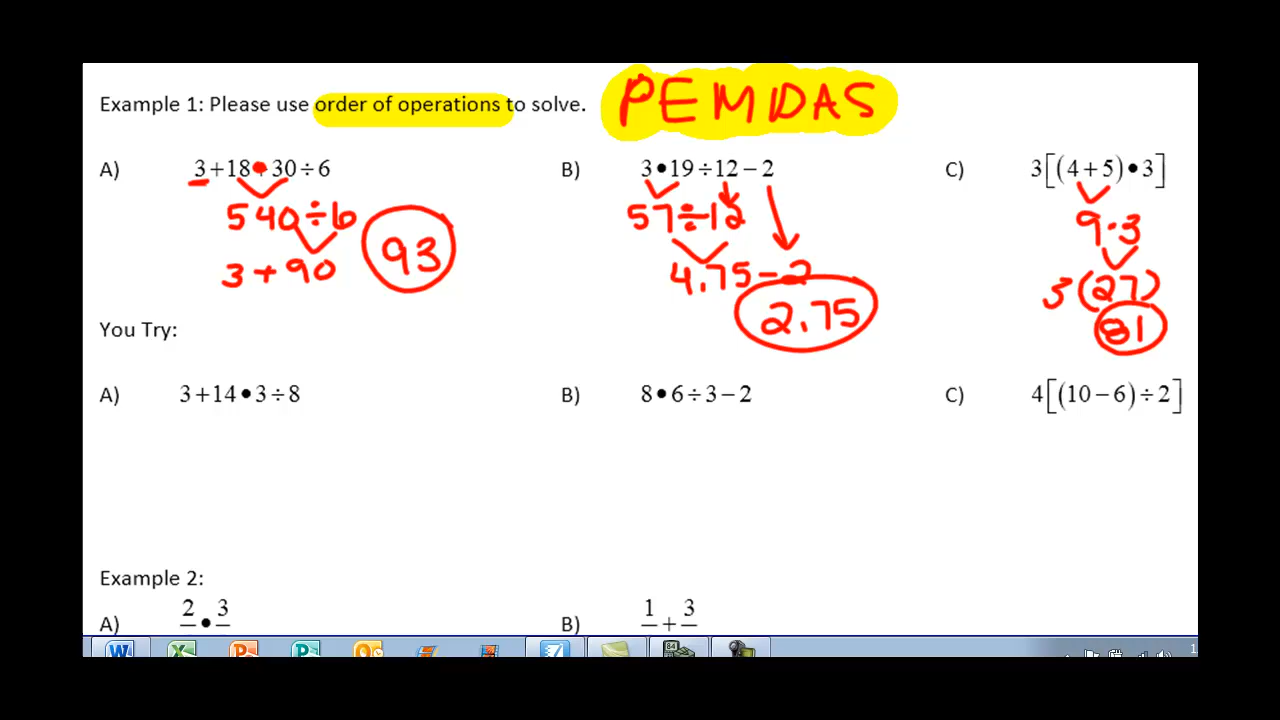 Example 1: Please use order of operations to solve. PEMDAS
A) 3+18•30÷6 B) 3•19÷12−2 C) 3[(4+5)•3]
540÷6 57÷12 9·3
3+90 93 4.75−2 3(27)
2.75 81
You Try:
A) 3+14•3÷8 B) 8•6÷3−2 C) 4[(10−6)÷2]
Example 2:
A) 2 • 3 B) 1 + 3
84